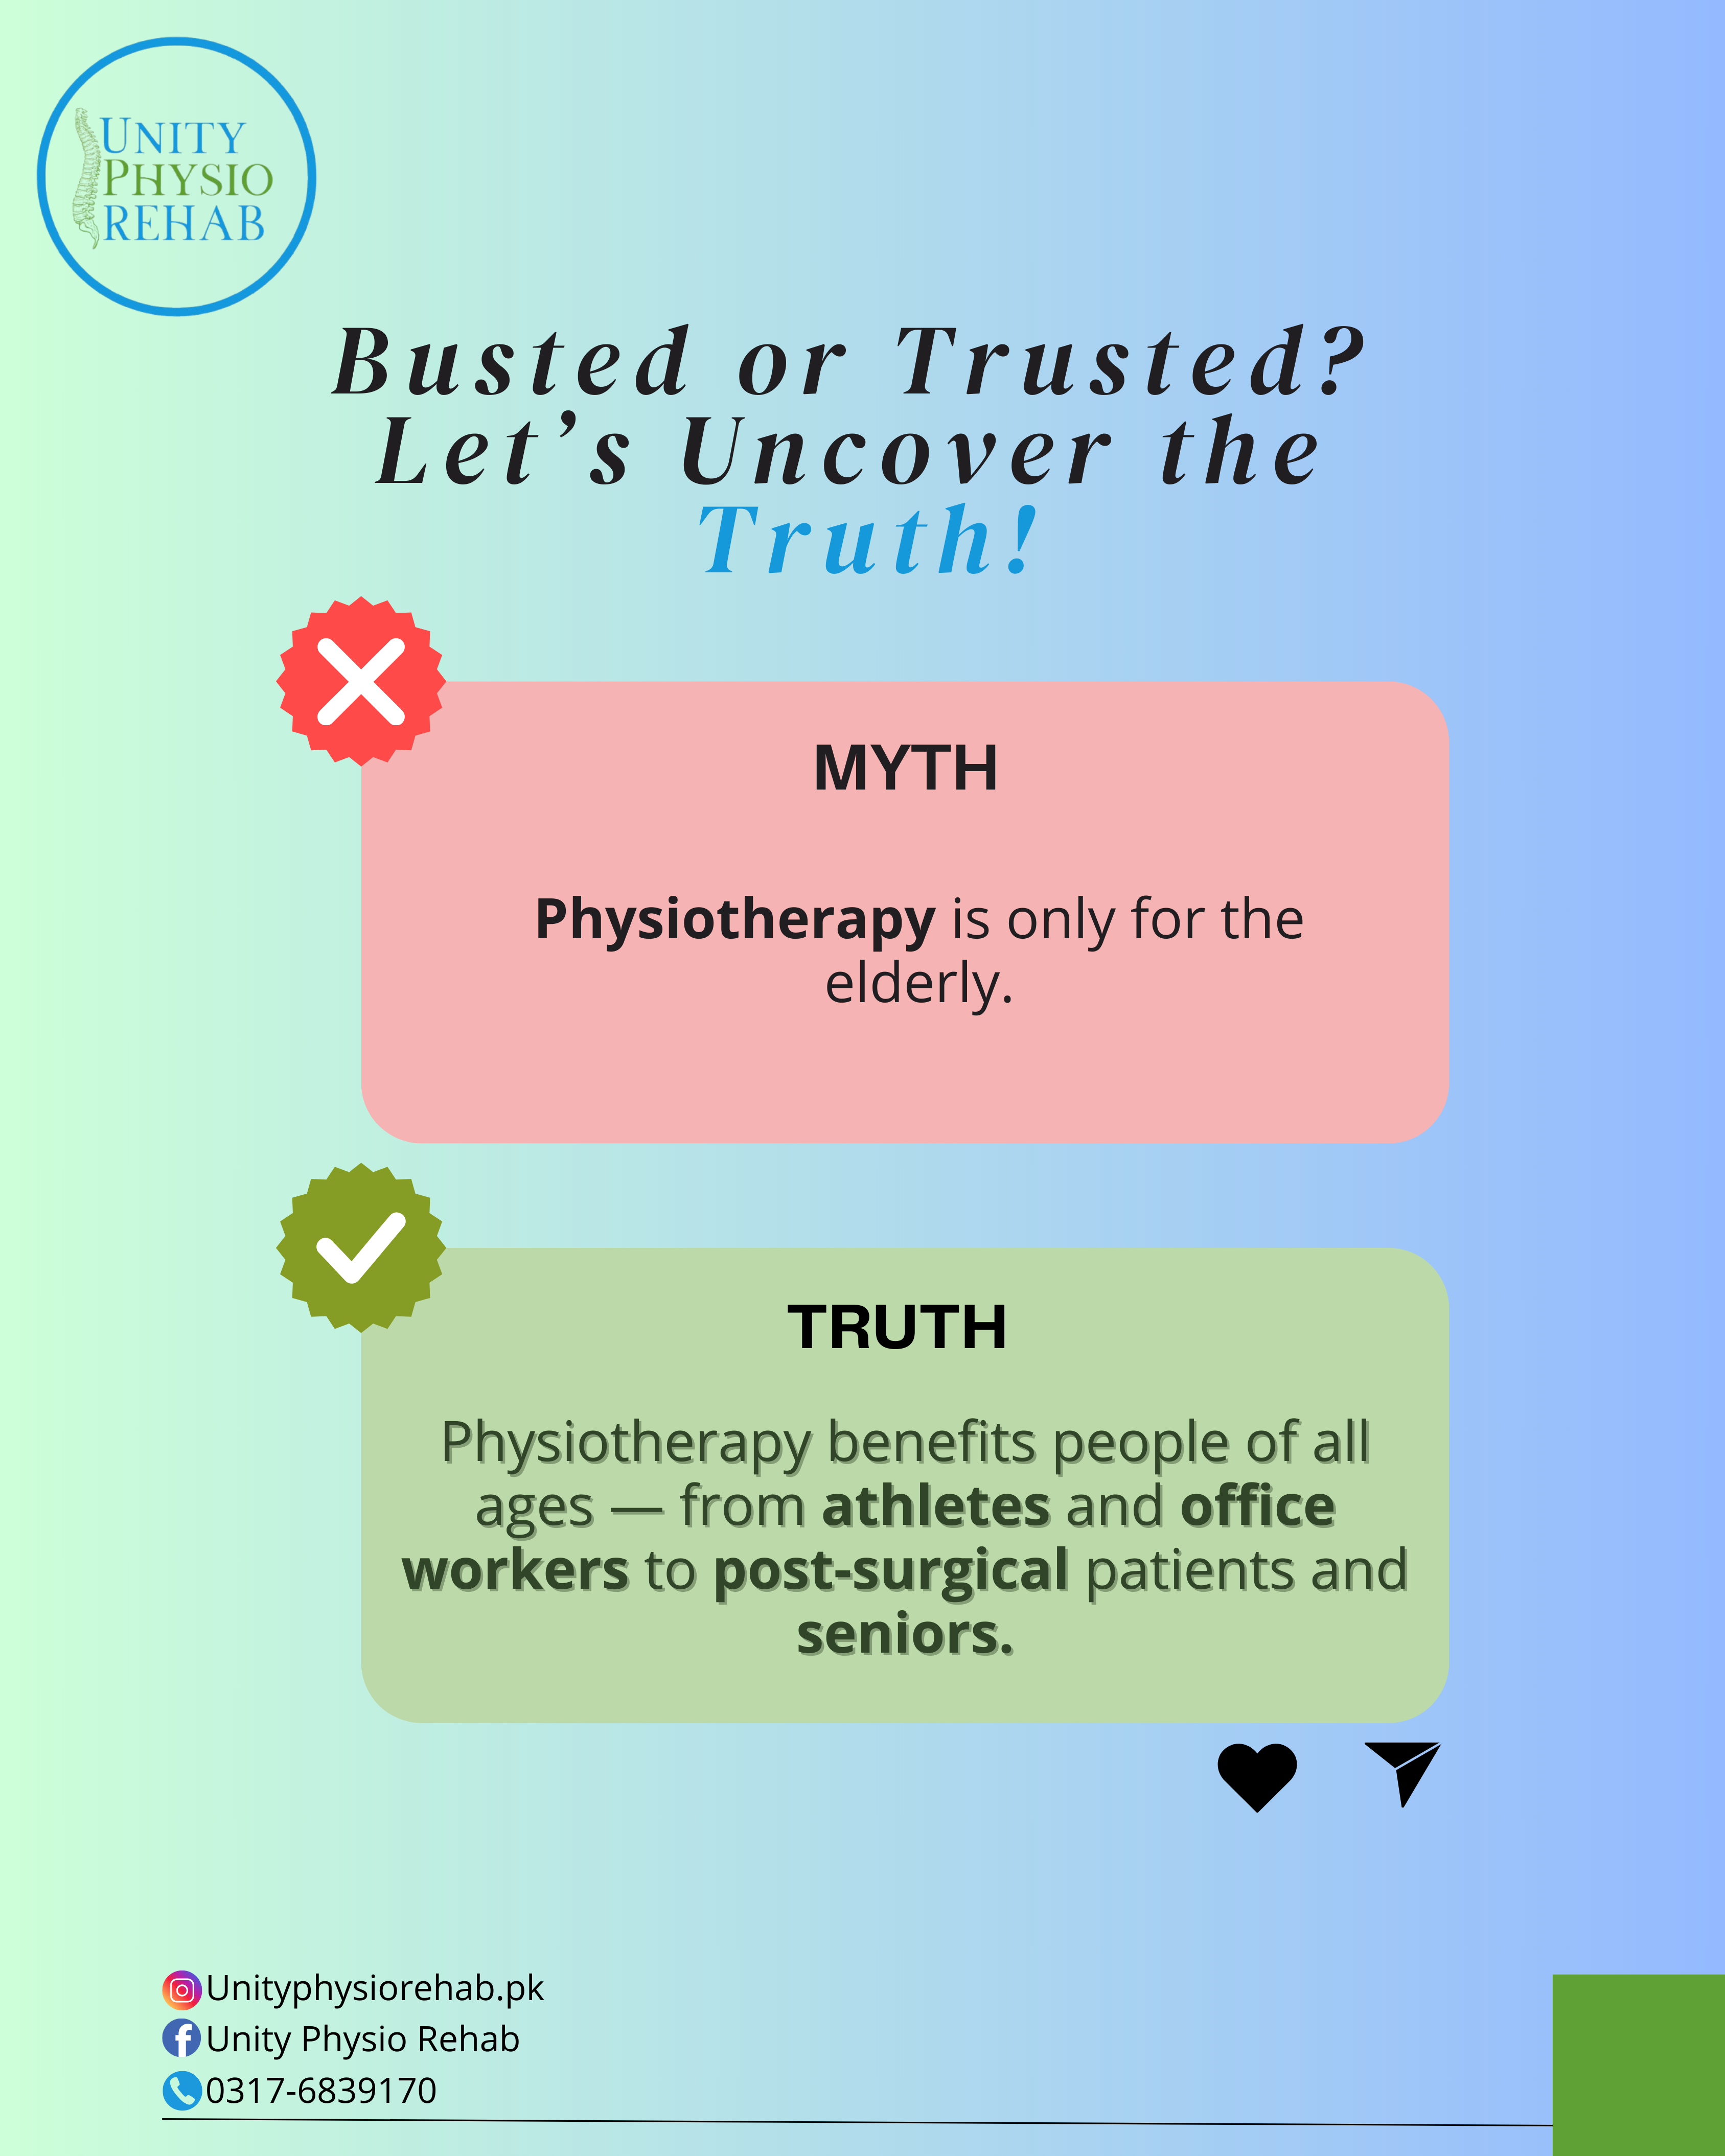 UNITY
PHYSIO
REHAB
Busted or Trusted?
Let’s Uncover the
Truth!
MYTH
Physiotherapy is only for the
elderly.
TRUTH
Physiotherapy benefits people of all
ages — from athletes and office
workers to post-surgical patients and
seniors.
Unityphysiorehab.pk
Unity Physio Rehab
0317-6839170